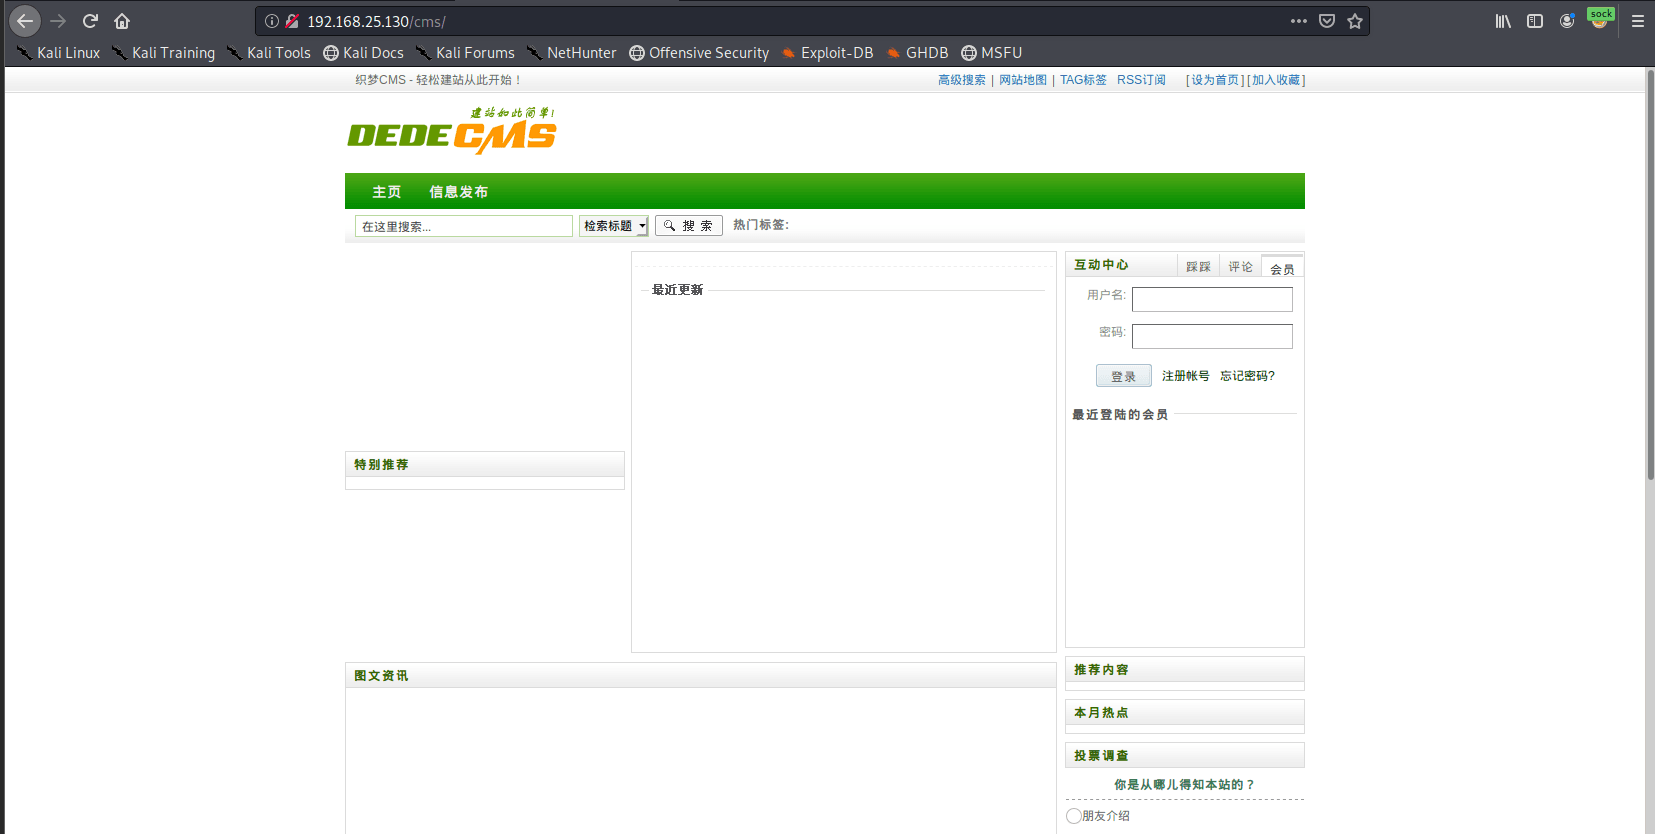 192.168.25.130/cms/
sock
Kali Linux Kali Training Kali Tools Kali Docs Kali Forums NetHunter Offensive Security Exploit-DB GHDB MSFU
织梦CMS - 轻松建站从此开始！ 高级搜索 | 网站地图 | TAG标签 RSS订阅 [设为首页] [加入收藏]
建站如此简单!
DEDECMS
主页 信息发布
在这里搜索... 检索标题 搜 索 热门标签:
互动中心 踩踩 评论 会员
最近更新
用户名:
密码:
登录 注册帐号 忘记密码?
最近登陆的会员
特别推荐
图文资讯
推荐内容
本月热点
投票调查
你是从哪儿得知本站的？
朋友介绍